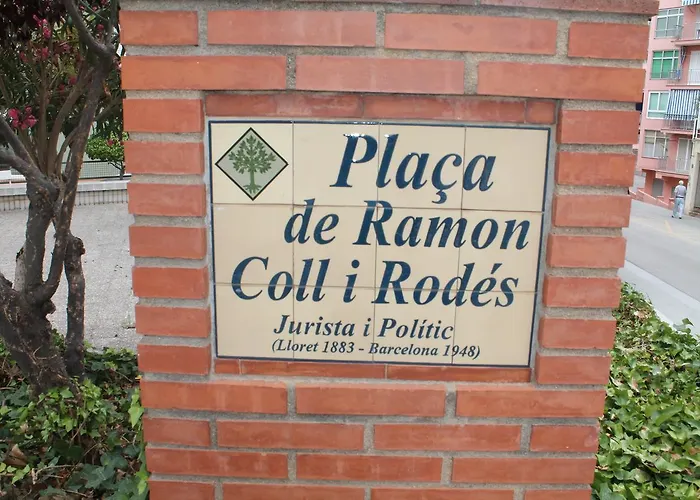 Plaça
de Ramon
Coll i Rodés
Jurista i Polític
(Lloret 1883 - Barcelona 1948)